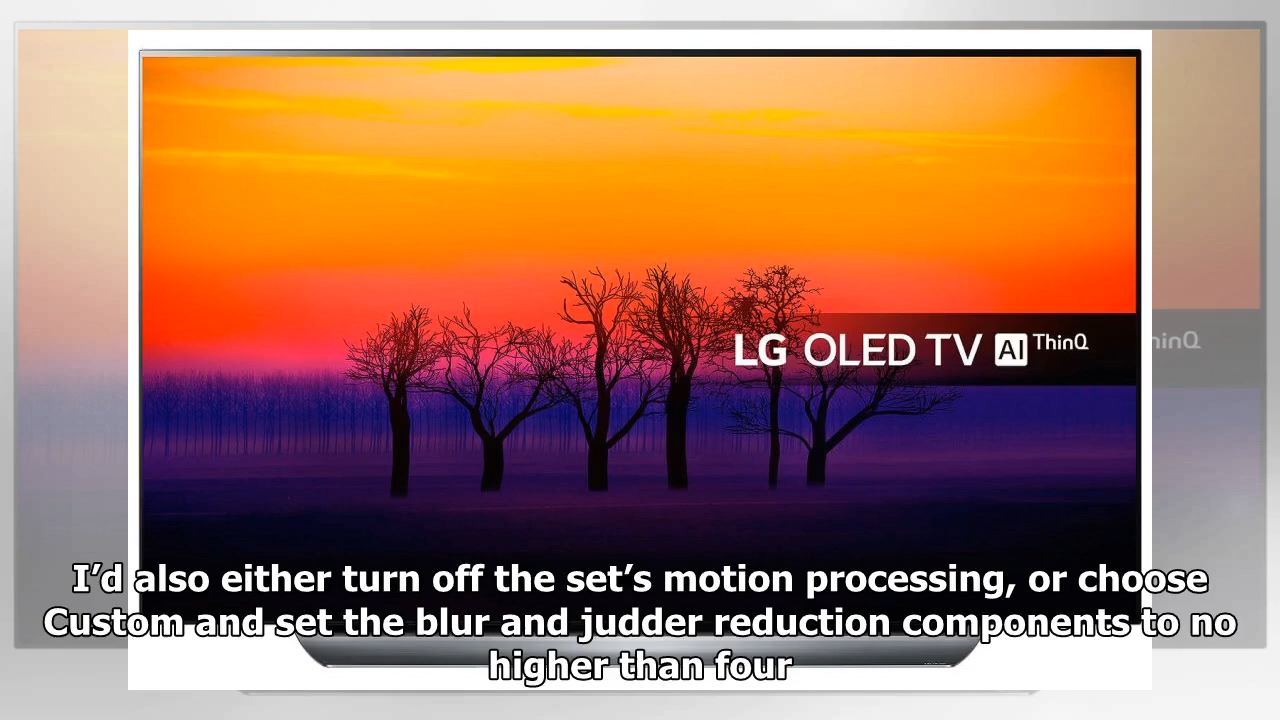 LG OLED TV AI ThinQ
ThinQ
I’d also either turn off the set’s motion processing, or choose
Custom and set the blur and judder reduction components to no
higher than four